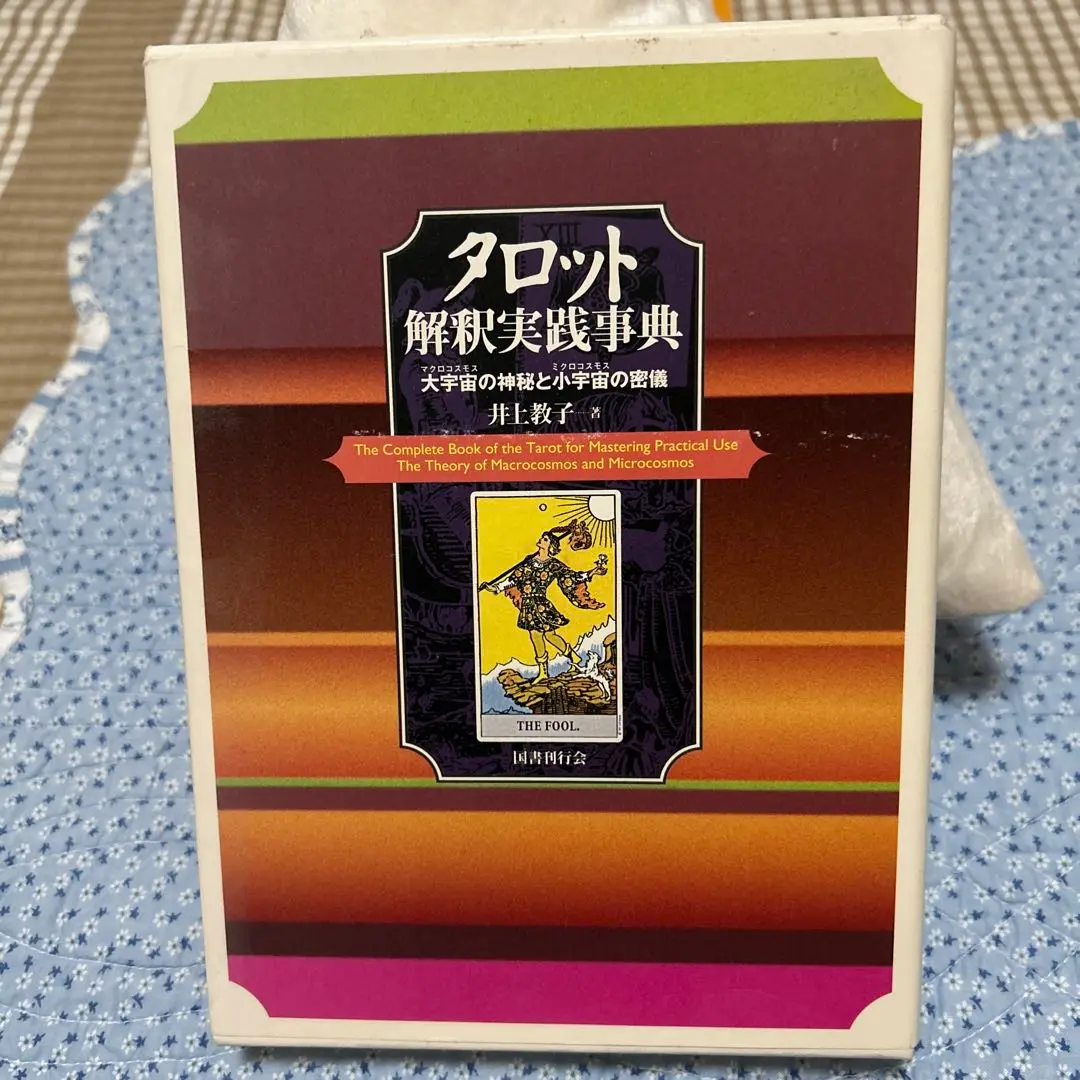 XIII
タロット
解釈実践事典
マクロコスモス ミクロコスモス
大宇宙の神秘と小宇宙の密儀
井上教子……著
The Complete Book of the Tarot for Mastering Practical Use
The Theory of Macrocosmos and Microcosmos
THE FOOL.
国書刊行会